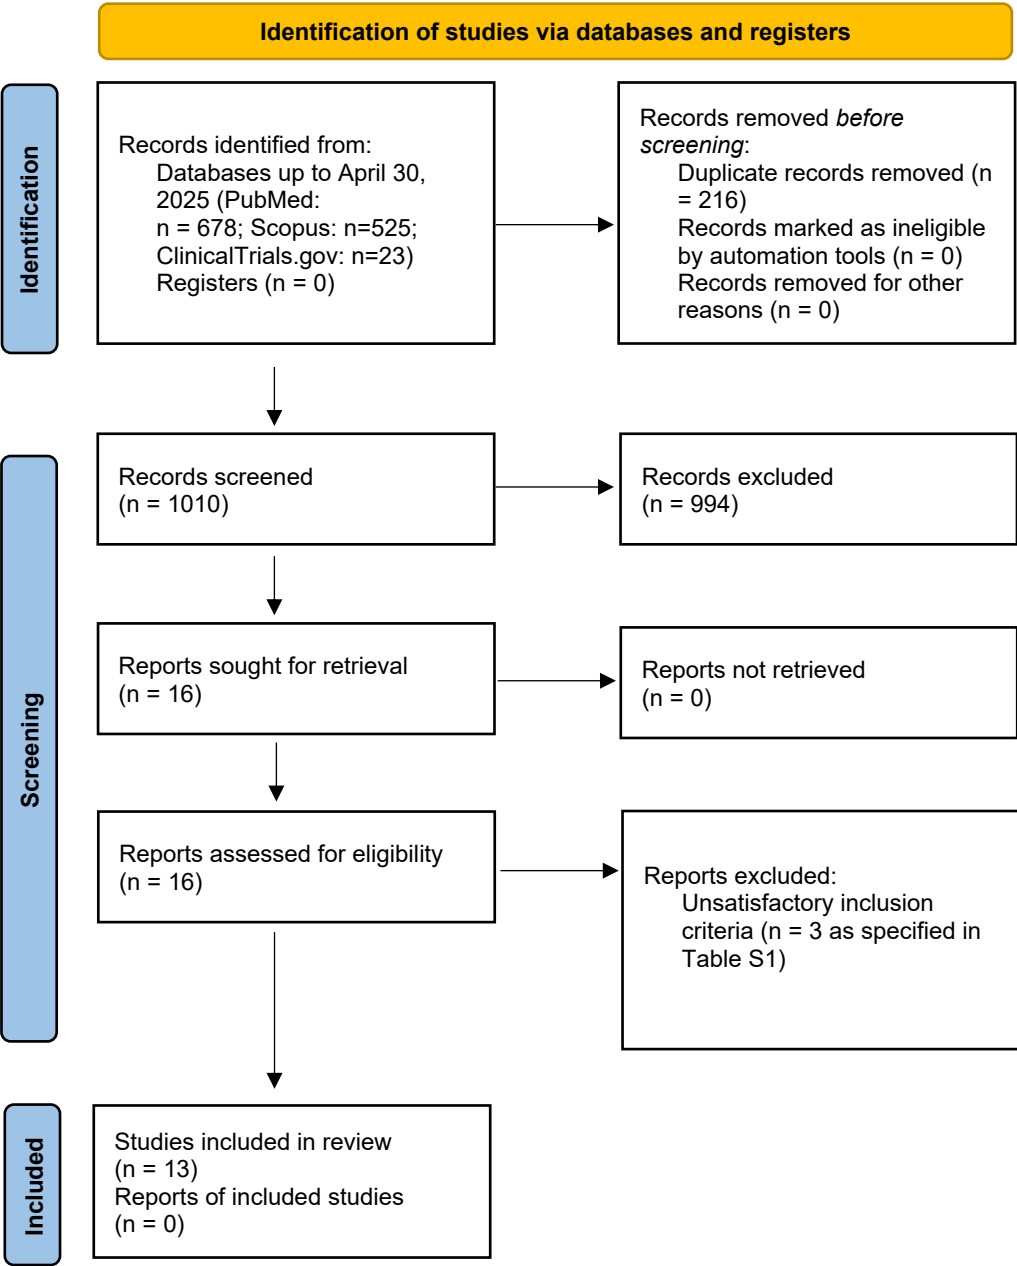 Identification of studies via databases and registers
Identification
Records identified from:
Databases up to April 30,
2025 (PubMed:
n = 678; Scopus: n=525;
ClinicalTrials.gov: n=23)
Registers (n = 0)
Records removed before
screening:
Duplicate records removed (n
= 216)
Records marked as ineligible
by automation tools (n = 0)
Records removed for other
reasons (n = 0)
Screening
Records screened
(n = 1010)
Records excluded
(n = 994)
Reports sought for retrieval
(n = 16)
Reports not retrieved
(n = 0)
Reports assessed for eligibility
(n = 16)
Reports excluded:
Unsatisfactory inclusion
criteria (n = 3 as specified in
Table S1)
Included
Studies included in review
(n = 13)
Reports of included studies
(n = 0)